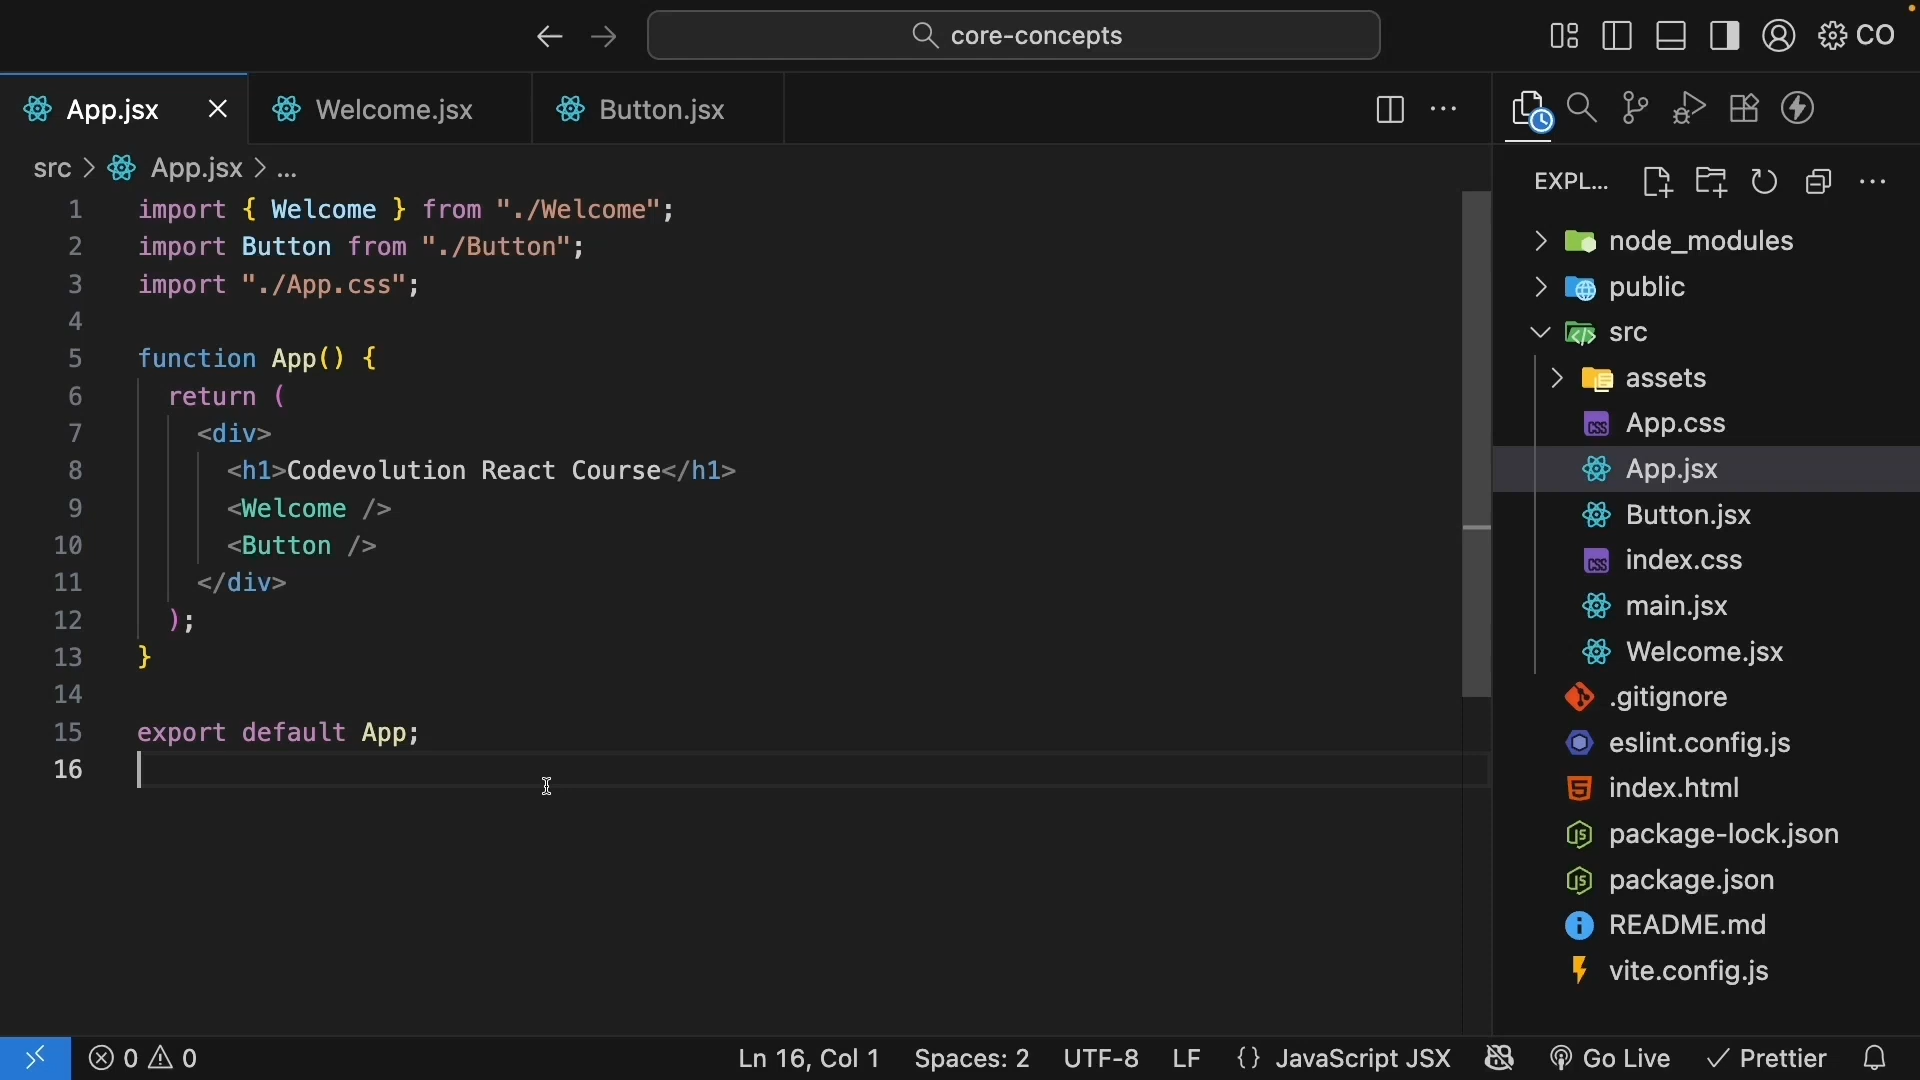 core-concepts
CO
App.jsx
Welcome.jsx
Button.jsx
src > App.jsx > ...
EXPL...
1 import { Welcome } from "./Welcome";
2 import Button from "./Button";
3 import "./App.css";
4
5 function App() {
6   return (
7     <div>
8       <h1>Codevolution React Course</h1>
9       <Welcome />
10       <Button />
11     </div>
12   );
13 }
14
15 export default App;
16
node_modules
public
src
assets
App.css
App.jsx
Button.jsx
index.css
main.jsx
Welcome.jsx
.gitignore
eslint.config.js
index.html
package-lock.json
package.json
README.md
vite.config.js
0 0 Ln 16, Col 1 Spaces: 2 UTF-8 LF {} JavaScript JSX Go Live Prettier